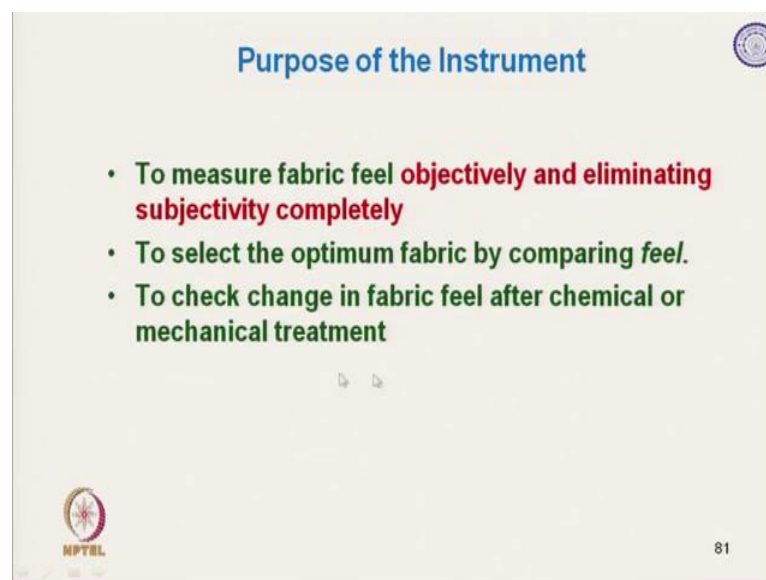 Purpose of the Instrument
• To measure fabric feel objectively and eliminating
subjectivity completely
• To select the optimum fabric by comparing feel.
• To check change in fabric feel after chemical or
mechanical treatment
NPTEL
81